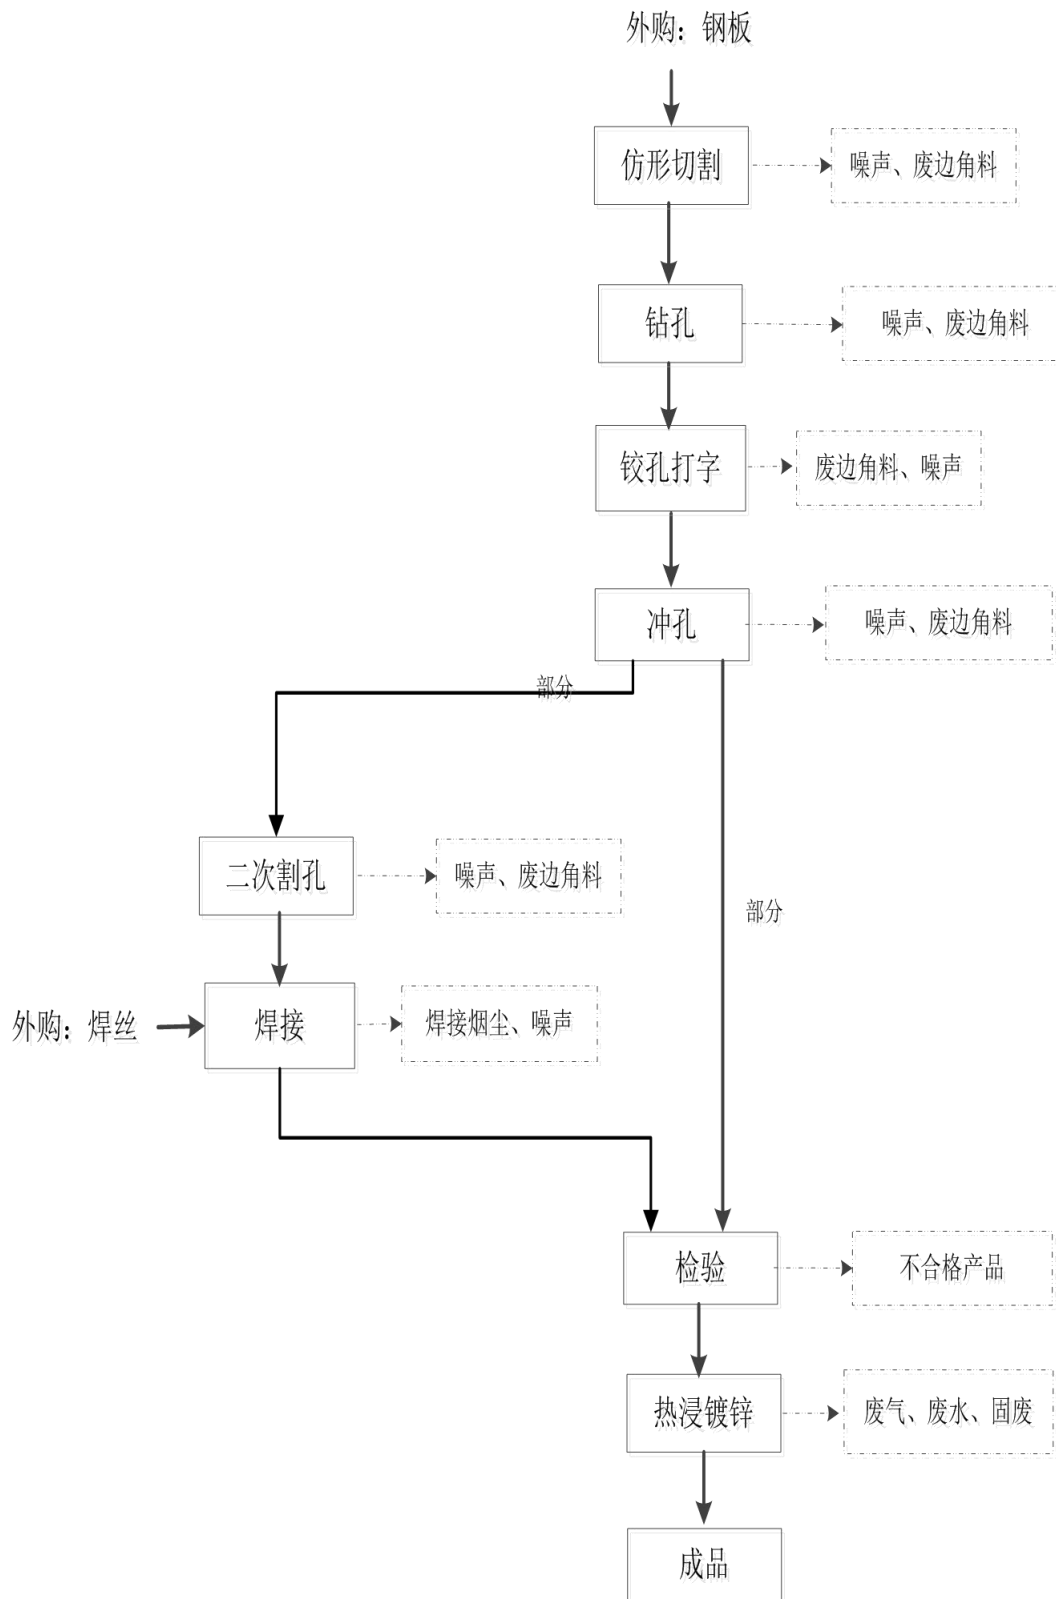 外购：钢板
仿形切割
噪声、废边角料
钻孔
噪声、废边角料
铰孔打字
废边角料、噪声
冲孔
噪声、废边角料
部分
二次割孔
噪声、废边角料
部分
外购：焊丝
焊接
焊接烟尘、噪声
检验
不合格产品
热浸镀锌
废气、废水、固废
成品